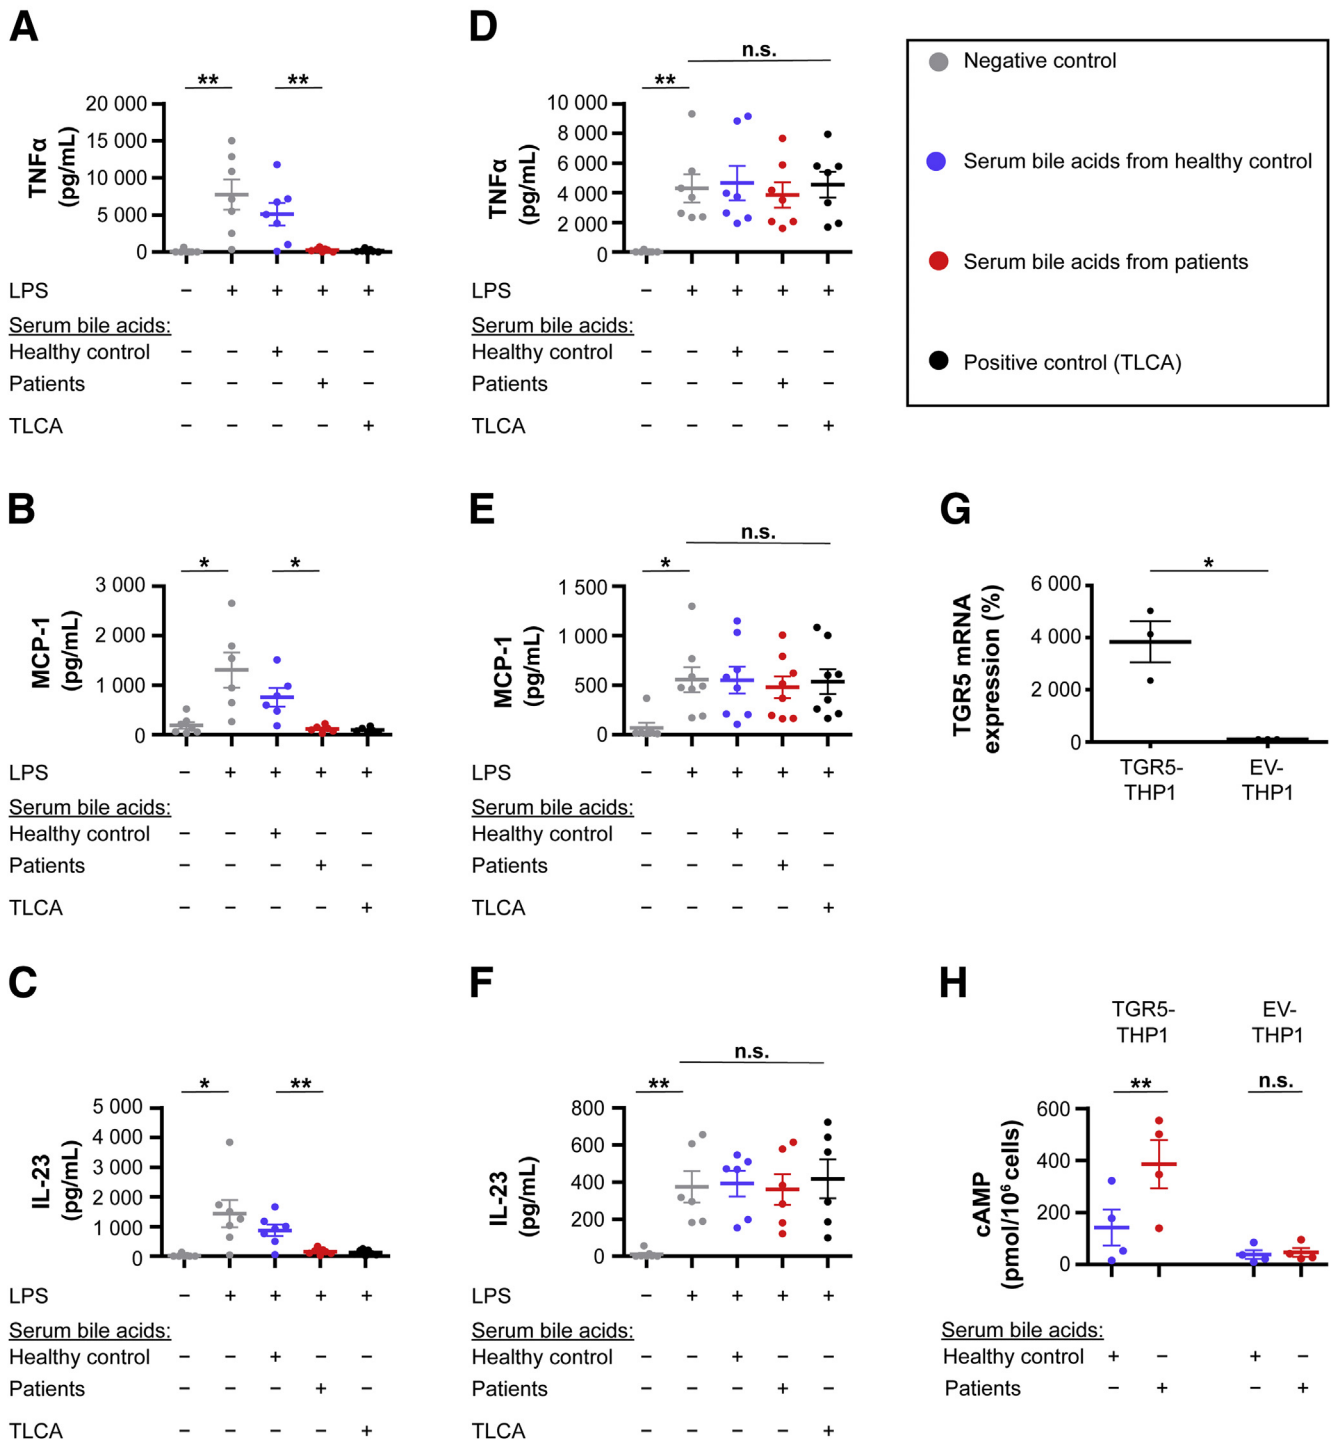 A
**
**
TNFα
(pg/mL)
20 000
15 000
10 000
5 000
0
LPS – + + + +
Serum bile acids:
Healthy control – – + – –
Patients – – – + –
TLCA – – – – +
D
n.s.
**
TNFα
(pg/mL)
10 000
8 000
6 000
4 000
2 000
0
LPS – + + + +
Serum bile acids:
Healthy control – – + – –
Patients – – – + –
TLCA – – – – +
Negative control
Serum bile acids from healthy control
Serum bile acids from patients
Positive control (TLCA)
B
*
*
MCP-1
(pg/mL)
3 000
2 000
1 000
0
LPS – + + + +
Serum bile acids:
Healthy control – – + – –
Patients – – – + –
TLCA – – – – +
E
n.s.
*
MCP-1
(pg/mL)
1 500
1 000
500
0
LPS – + + + +
Serum bile acids:
Healthy control – – + – –
Patients – – – + –
TLCA – – – – +
G
*
TGR5 mRNA
expression (%)
6 000
4 000
2 000
0
TGR5-
THP1
EV-
THP1
C
*
**
IL-23
(pg/mL)
5 000
4 000
3 000
2 000
1 000
0
LPS – + + + +
Serum bile acids:
Healthy control – – + – –
Patients – – – + –
TLCA – – – – +
F
n.s.
**
IL-23
(pg/mL)
800
600
400
200
0
LPS – + + + +
Serum bile acids:
Healthy control – – + – –
Patients – – – + –
TLCA – – – – +
H
TGR5-
THP1
EV-
THP1
**
n.s.
cAMP
(pmol/10⁶ cells)
600
400
200
0
Serum bile acids:
Healthy control + – + –
Patients – + – +